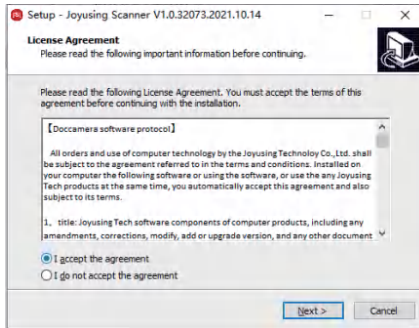 Setup - Joyusing Scanner V1.0.32073.2021.10.14
License Agreement
Please read the following important information before continuing.
Please read the following License Agreement. You must accept the terms of this
agreement before continuing with the installation.
【Doccamera software protocol】
All orders and use of computer technology by the Joyusing Technoloy Co.,Ltd. shall
be subject to the agreement referred to in the terms and conditions. Installed on
your computer the following software or using the software, or use the any Joyusing
Tech products at the same time, you automatically accept this agreement and also
subject to its terms.
1、title: Joyusing Tech software components of computer products, including any
amendments, corrections, modify, add or upgrade version, and any other document
I accept the agreement
I do not accept the agreement
Next >
Cancel